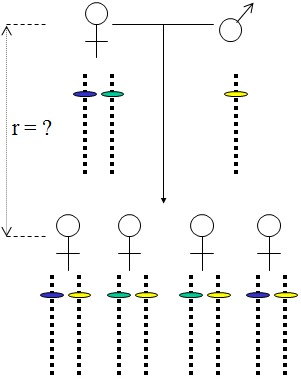 r = ?